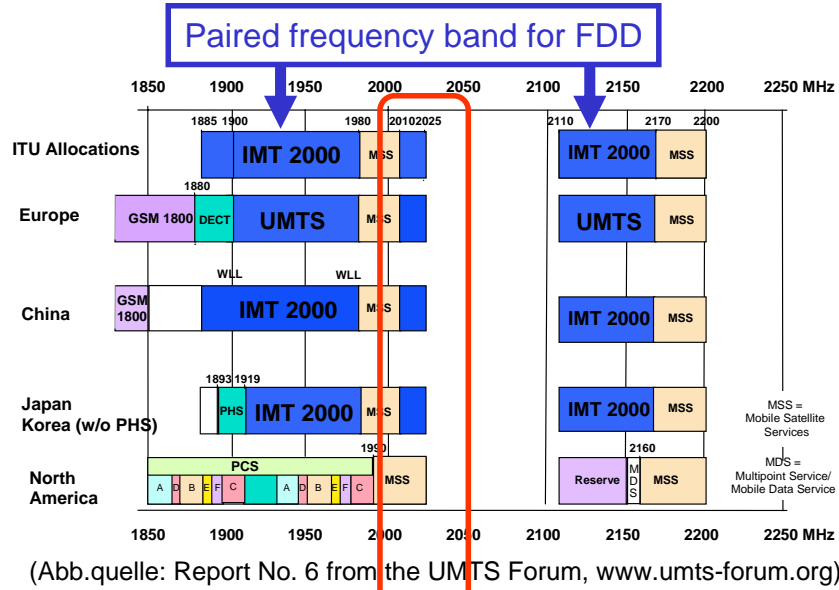 Paired frequency band for FDD
1850 1900 1950 2000 2050 2100 2150 2200 2250 MHz
1885 1900 1980 2010 2025 2110 2170 2200
ITU Allocations IMT 2000 MSS IMT 2000 MSS
1880
Europe GSM 1800 DECT UMTS MSS UMTS MSS
WLL WLL
China GSM 1800 IMT 2000 MSS IMT 2000 MSS
1893 1919
Japan
Korea (w/o PHS) PHS IMT 2000 MSS IMT 2000 MSS
MSS =
Mobile Satellite
Services
1990 2160
North
America PCS MSS Reserve MDS MSS
A D B E F C A D B E F C
MDS =
Multipoint Service/
Mobile Data Service
1850 1900 1950 2000 2050 2100 2150 2200 2250 MHz
(Abb.quelle: Report No. 6 from the UMTS Forum, www.umts-forum.org)